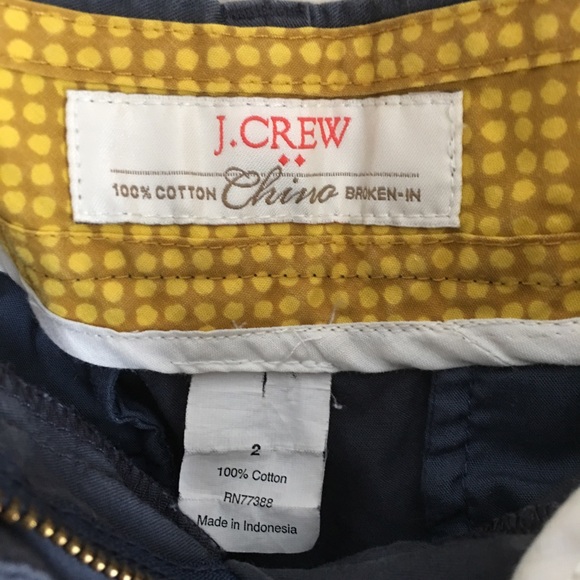 J.CREW
100% COTTON Chino BROKEN-IN
2
100% Cotton
RN77388
Made in Indonesia